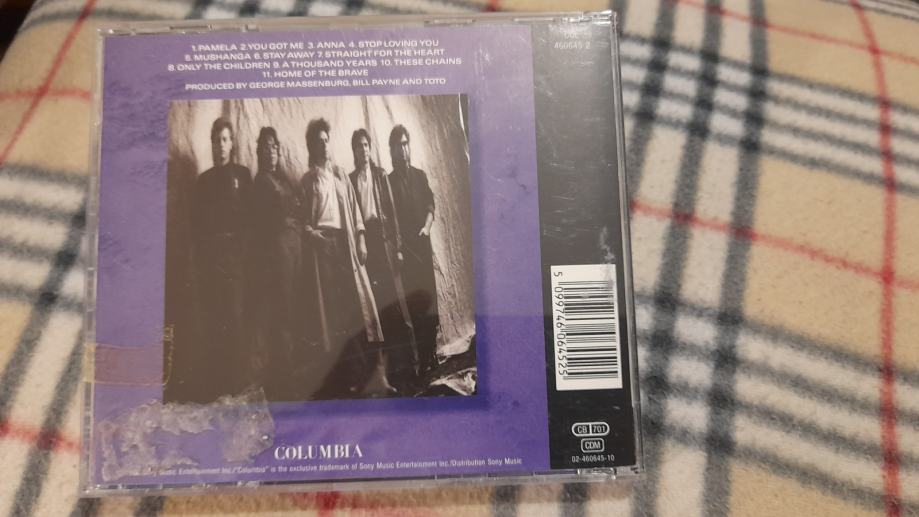 1. PAMELA 2. YOU GOT ME 3. ANNA 4. STOP LOVING YOU
5. MUSHANGA 6. STAY AWAY 7. STRAIGHT FOR THE HEART
8. ONLY THE CHILDREN 9. A THOUSAND YEARS 10. THESE CHAINS
11. HOME OF THE BRAVE
PRODUCED BY GEORGE MASSENBURG, BILL PAYNE AND TOTO
COL
460645 2
5 099746 064525
CB 701
CDM
02-460645-10
COLUMBIA
Music Entertainment Inc./"Columbia" is the exclusive trademark of Sony Music Entertainment Inc./Distribution Sony Music